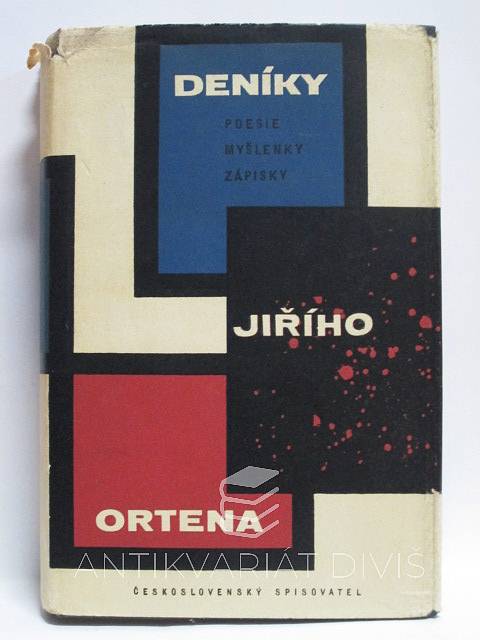 DENÍKY
POESIE
MYŠLENKY
ZÁPISKY
JIŘÍHO
ORTENA
ANTIKVARIÁT DIVIŠ
ČESKOSLOVENSKÝ SPISOVATEL